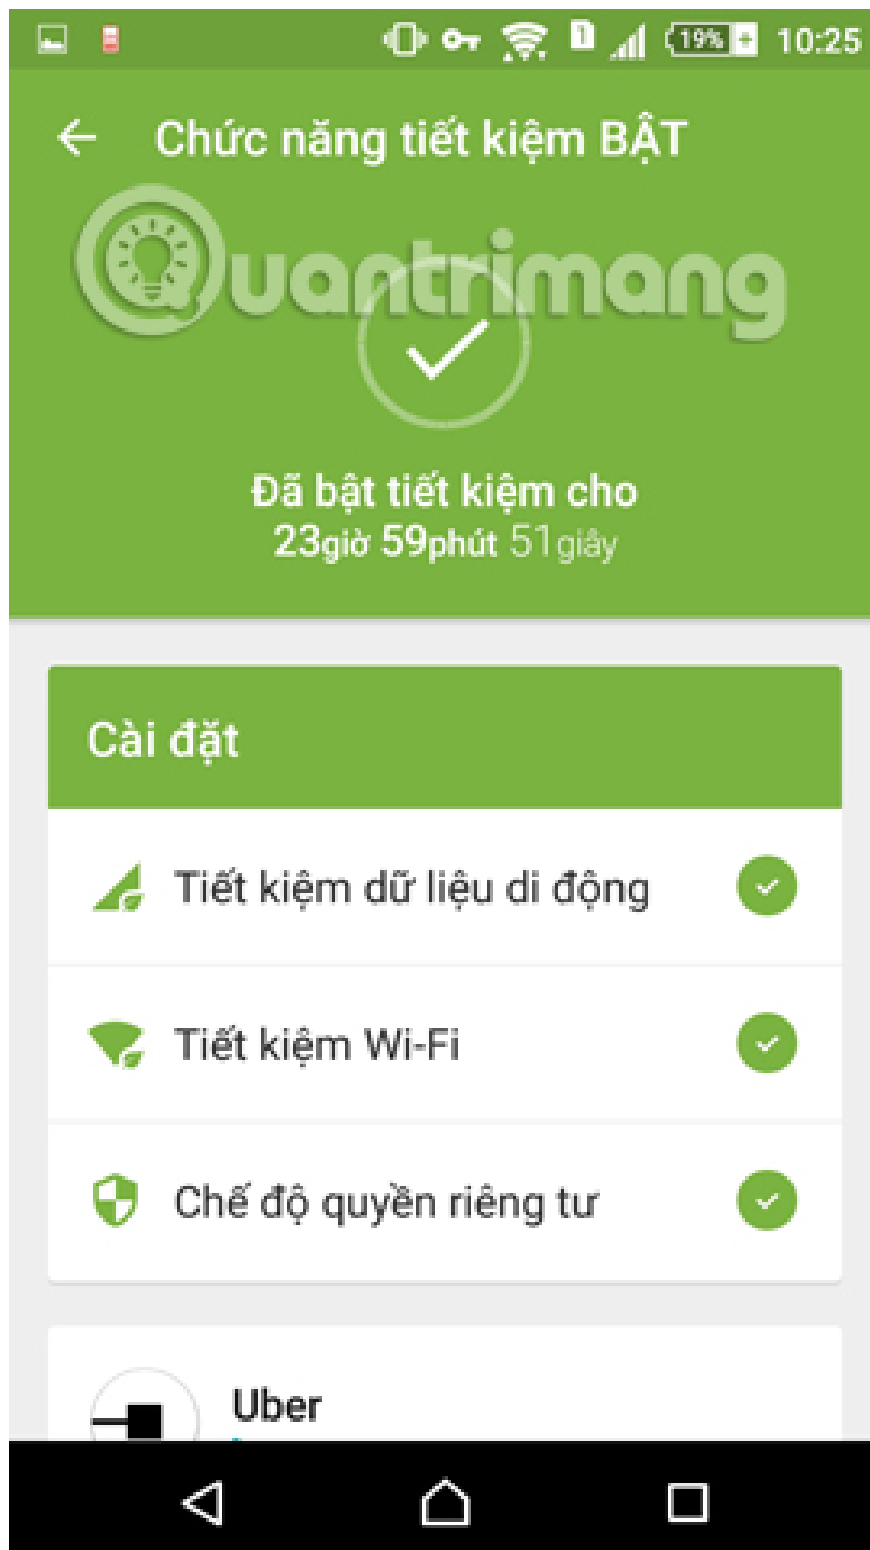 1 19% 10:25
Chức năng tiết kiệm BẬT
Quantrimang
Đã bật tiết kiệm cho
23giờ 59phút 51giây
Cài đặt
Tiết kiệm dữ liệu di động
Tiết kiệm Wi-Fi
Chế độ quyền riêng tư
Uber